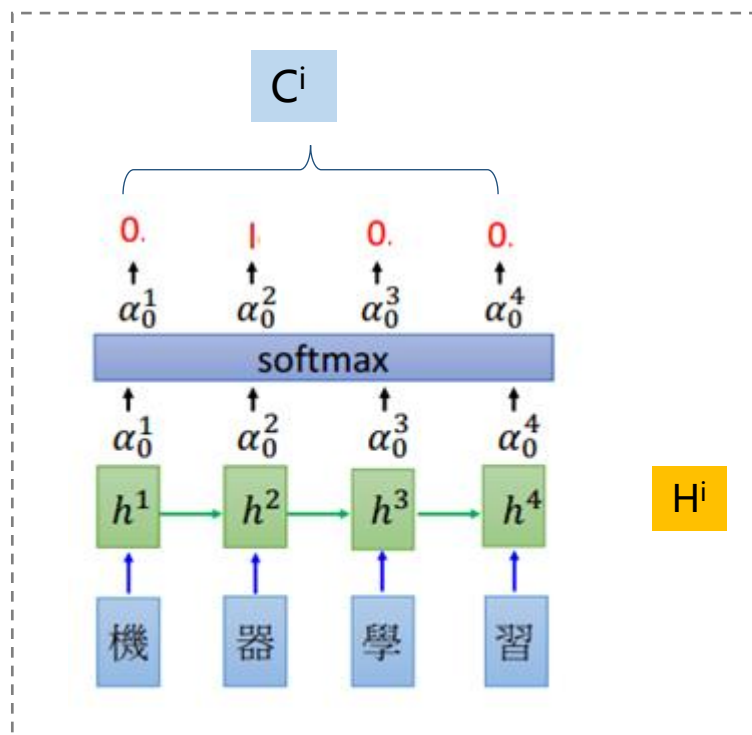 Cⁱ
0. 1. 0. 0.
α₀¹ α₀² α₀³ α₀⁴
softmax
α₀¹ α₀² α₀³ α₀⁴
h¹ h² h³ h⁴
Hⁱ
機 器 學 習